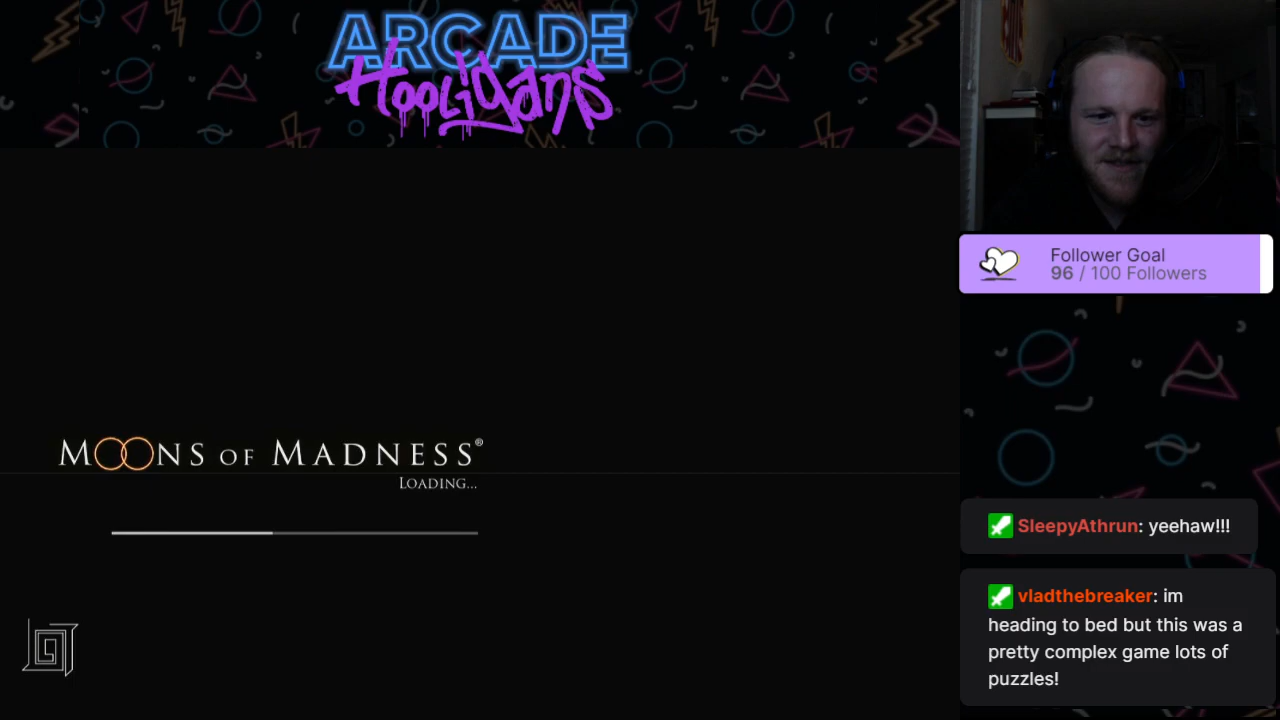 ARCADE
Hooligans
Follower Goal
96 / 100 Followers
MOONS OF MADNESS®
LOADING...
SleepyAthrun: yeehaw!!!
vladthebreaker: im
heading to bed but this was a
pretty complex game lots of
puzzles!